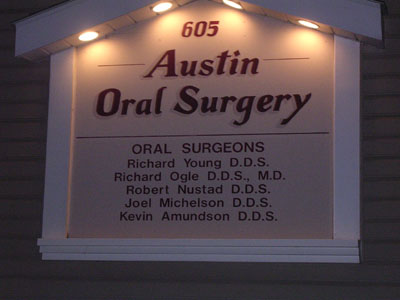 605
Austin
Oral Surgery
ORAL SURGEONS
Richard Young D.D.S.
Richard Ogle D.D.S., M.D.
Robert Nustad D.D.S.
Joel Michelson D.D.S.
Kevin Amundson D.D.S.